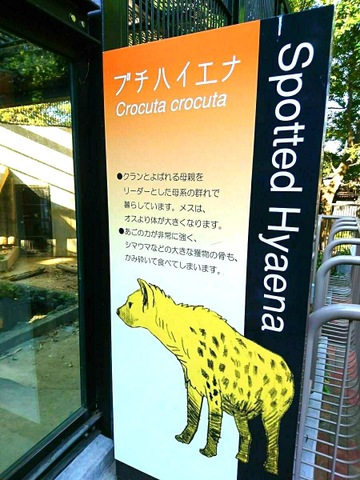 ブチハイエナ
Crocuta crocuta
Spotted Hyaena
●クランとよばれる母親を
リーダーとした母系の群れで
暮らしています。メスは、
オスより体が大きくなります。
●あごの力が非常に強く、
シマウマなどの大きな獲物の骨も、
かみ砕いて食べてしまいます。